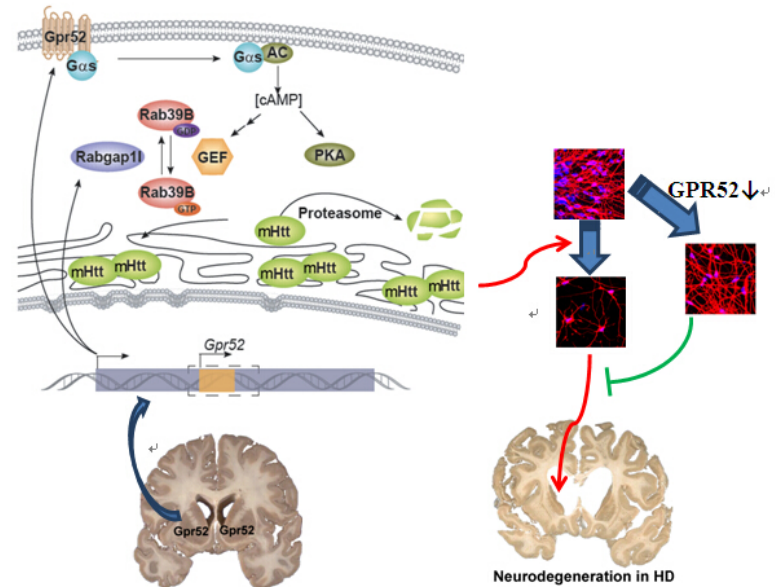 Gpr52
Gαs
Gαs
AC
[cAMP]
Rab39B
GDP
GEF
PKA
Rabgap1l
Rab39B
GTP
Proteasome
mHtt
mHtt
mHtt
mHtt
mHtt
mHtt
mHtt
GPR52↓
Gpr52
Gpr52
Gpr52
Neurodegeneration in HD